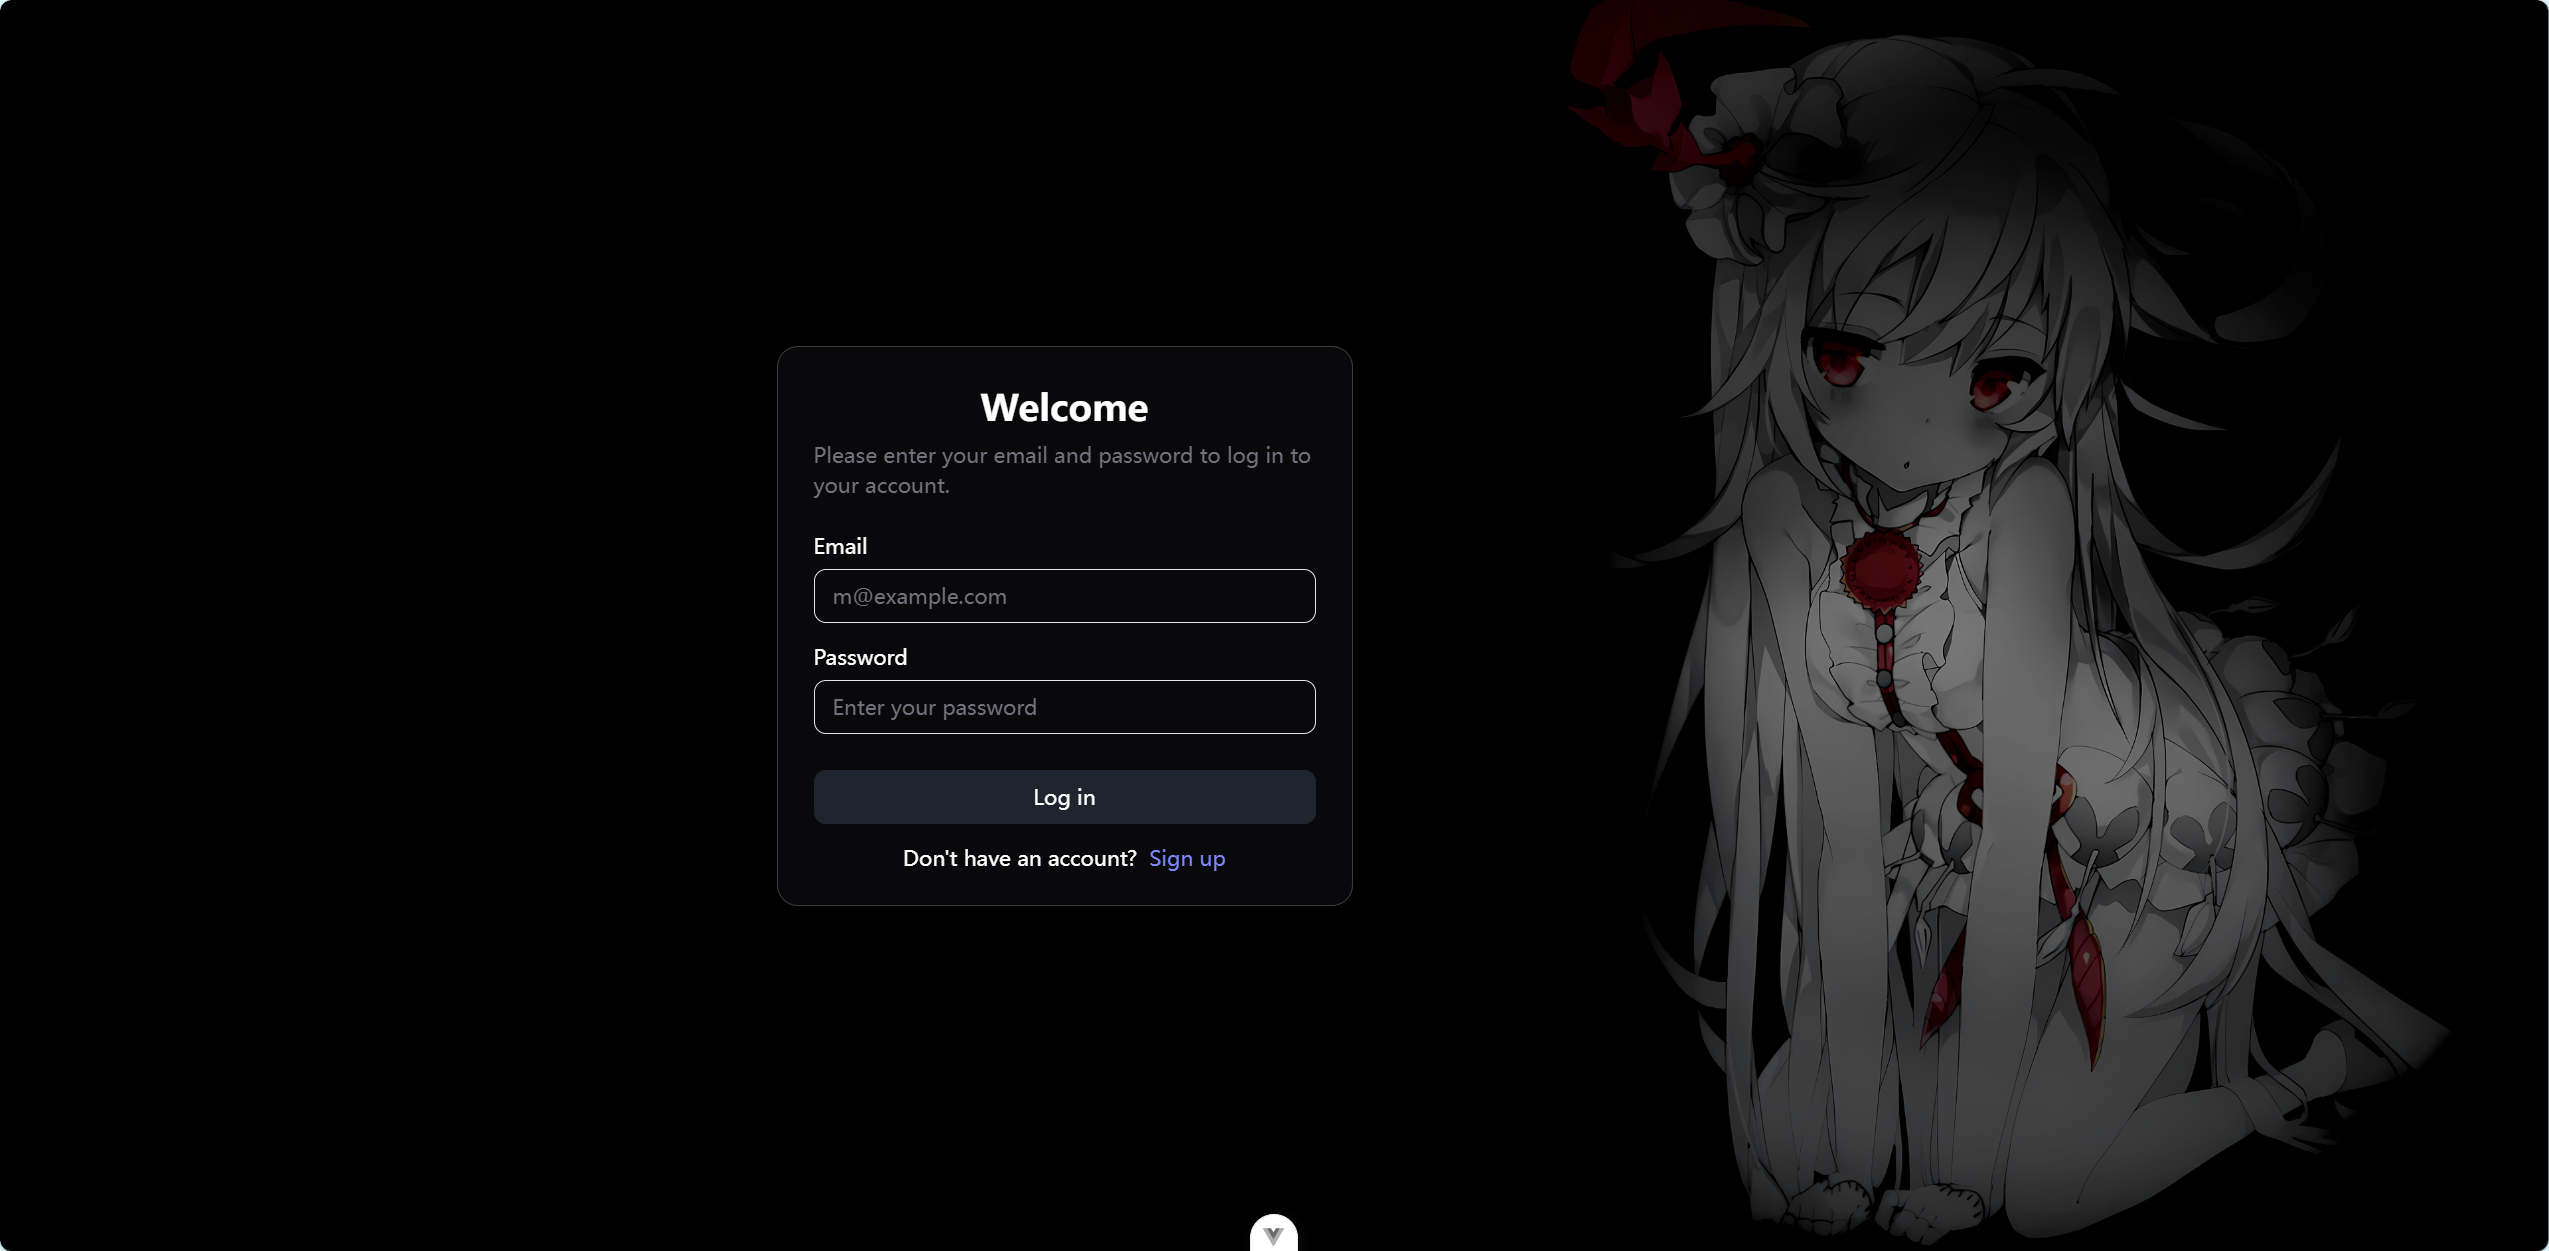 Welcome
Please enter your email and password to log in to
your account.
Email
m@example.com
Password
Enter your password
Log in
Don't have an account? Sign up